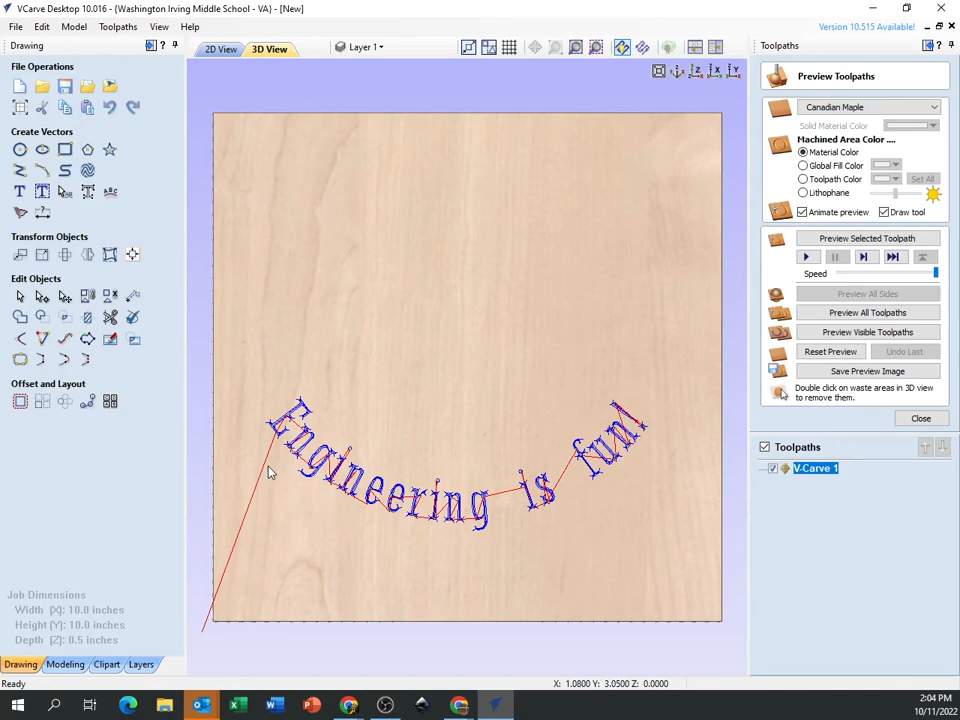 VCarve Desktop 10.016 - {Washington Irving Middle School - VA} - [New]
File Edit Model Toolpaths View Help
Version 10.515 Available!
Drawing
2D View 3D View
Layer 1
Toolpaths
File Operations
Create Vectors
Transform Objects
Edit Objects
Offset and Layout
Job Dimensions
Width (X): 10.0 inches
Height (Y): 10.0 inches
Depth (Z): 0.5 inches
Drawing Modeling Clipart Layers
Engineering is fun!
Preview Toolpaths
Canadian Maple
Solid Material Color
Machined Area Color ....
Material Color
Global Fill Color
Toolpath Color Set All
Lithophane
Animate preview Draw tool
Preview Selected Toolpath
Speed
Preview All Sides
Preview All Toolpaths
Preview Visible Toolpaths
Reset Preview Undo Last
Save Preview Image
Double click on waste areas in 3D view
to remove them.
Close
Toolpaths
V-Carve 1
Ready
X: 1.0800 Y: 3.0500 Z: 0.0000
2:04 PM
10/11/2022